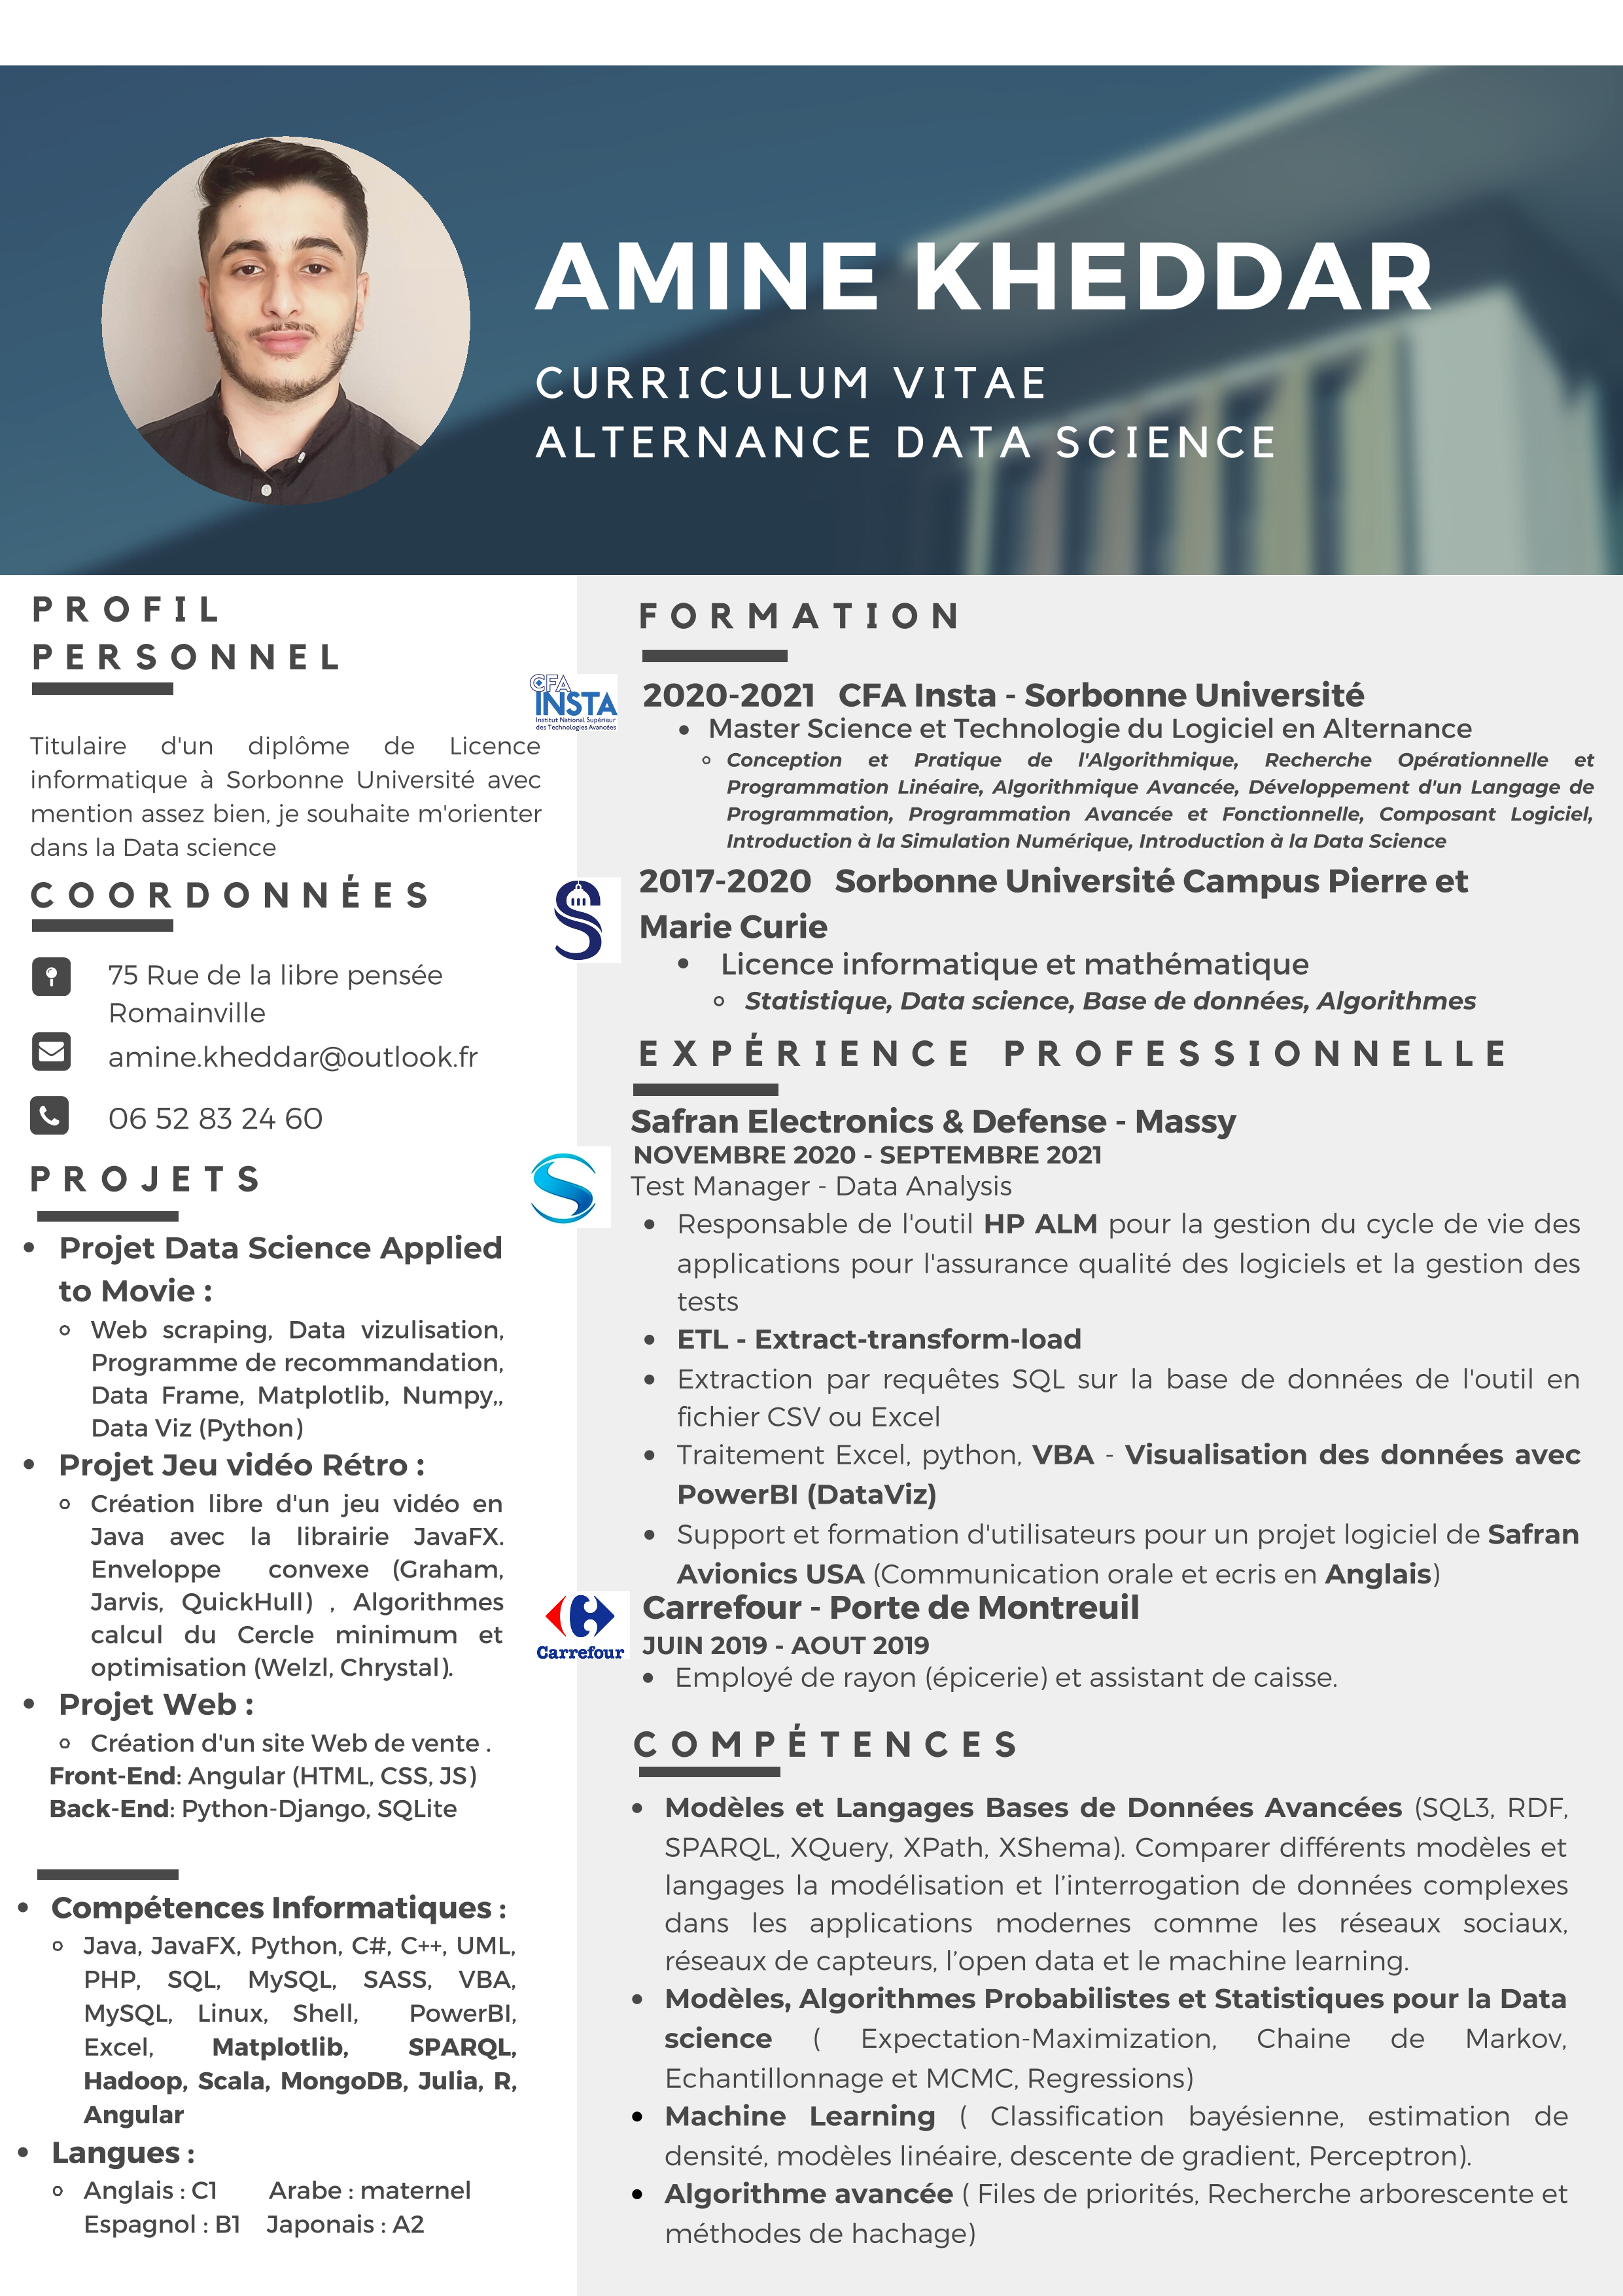 AMINE KHEDDAR
CURRICULUM VITAE
ALTERNANCE DATA SCIENCE
PROFIL
PERSONNEL
Titulaire d'un diplôme de Licence
informatique à Sorbonne Université avec
mention assez bien, je souhaite m'orienter
dans la Data science
COORDONNÉES
75 Rue de la libre pensée
Romainville
amine.kheddar@outlook.fr
06 52 83 24 60
PROJETS
• Projet Data Science Applied
to Movie :
◦ Web scraping, Data vizulisation,
Programme de recommandation,
Data Frame, Matplotlib, Numpy,,
Data Viz (Python)
• Projet Jeu vidéo Rétro :
◦ Création libre d'un jeu vidéo en
Java avec la librairie JavaFX.
Enveloppe convexe (Graham,
Jarvis, QuickHull) , Algorithmes
calcul du Cercle minimum et
optimisation (Welzl, Chrystal).
• Projet Web :
◦ Création d'un site Web de vente .
Front-End: Angular (HTML, CSS, JS)
Back-End: Python-Django, SQLite
• Compétences Informatiques :
◦ Java, JavaFX, Python, C#, C++, UML,
PHP, SQL, MySQL, SASS, VBA,
MySQL, Linux, Shell, PowerBI,
Excel, Matplotlib, SPARQL,
Hadoop, Scala, MongoDB, Julia, R,
Angular
• Langues :
◦ Anglais : C1 Arabe : maternel
Espagnol : B1 Japonais : A2
FORMATION
CFA
INSTA
Institut National Supérieur
des Technologies Avancées
2020-2021 CFA Insta - Sorbonne Université
• Master Science et Technologie du Logiciel en Alternance
◦ Conception et Pratique de l'Algorithmique, Recherche Opérationnelle et
Programmation Linéaire, Algorithmique Avancée, Développement d'un Langage de
Programmation, Programmation Avancée et Fonctionnelle, Composant Logiciel,
Introduction à la Simulation Numérique, Introduction à la Data Science
2017-2020 Sorbonne Université Campus Pierre et
Marie Curie
• Licence informatique et mathématique
◦ Statistique, Data science, Base de données, Algorithmes
EXPÉRIENCE PROFESSIONNELLE
Safran Electronics & Defense - Massy
NOVEMBRE 2020 - SEPTEMBRE 2021
Test Manager - Data Analysis
• Responsable de l'outil HP ALM pour la gestion du cycle de vie des
applications pour l'assurance qualité des logiciels et la gestion des
tests
• ETL - Extract-transform-load
• Extraction par requêtes SQL sur la base de données de l'outil en
fichier CSV ou Excel
• Traitement Excel, python, VBA - Visualisation des données avec
PowerBI (DataViz)
• Support et formation d'utilisateurs pour un projet logiciel de Safran
Avionics USA (Communication orale et ecris en Anglais)
Carrefour
Carrefour - Porte de Montreuil
JUIN 2019 - AOUT 2019
• Employé de rayon (épicerie) et assistant de caisse.
COMPÉTENCES
• Modèles et Langages Bases de Données Avancées (SQL3, RDF,
SPARQL, XQuery, XPath, XShema). Comparer différents modèles et
langages la modélisation et l’interrogation de données complexes
dans les applications modernes comme les réseaux sociaux,
réseaux de capteurs, l’open data et le machine learning.
• Modèles, Algorithmes Probabilistes et Statistiques pour la Data
science ( Expectation-Maximization, Chaine de Markov,
Echantillonnage et MCMC, Regressions)
• Machine Learning ( Classification bayésienne, estimation de
densité, modèles linéaire, descente de gradient, Perceptron).
• Algorithme avancée ( Files de priorités, Recherche arborescente et
méthodes de hachage)